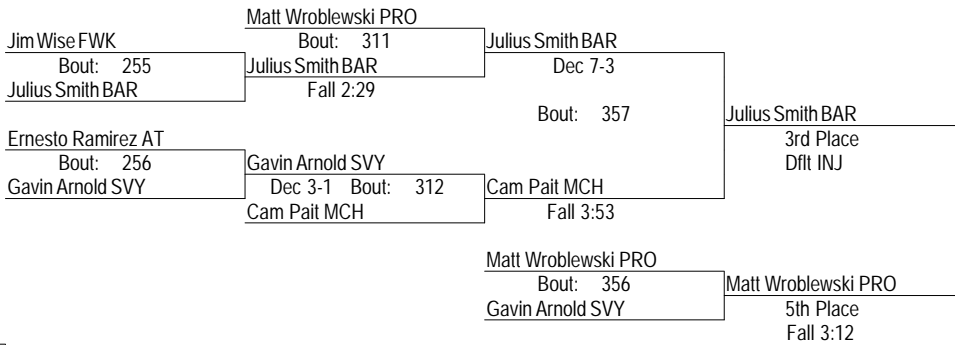 Matt Wroblewski PRO
Jim Wise FWK
Bout: 311
Julius Smith BAR
Bout: 255
Julius Smith BAR
Dec 7-3
Julius Smith BAR
Fall 2:29
Bout: 357
Julius Smith BAR
Ernesto Ramirez AT
3rd Place
Bout: 256
Gavin Arnold SVY
Dflt INJ
Gavin Arnold SVY
Dec 3-1 Bout: 312
Cam Pait MCH
Cam Pait MCH
Fall 3:53
Matt Wroblewski PRO
Bout: 356
Matt Wroblewski PRO
Gavin Arnold SVY
5th Place
Fall 3:12